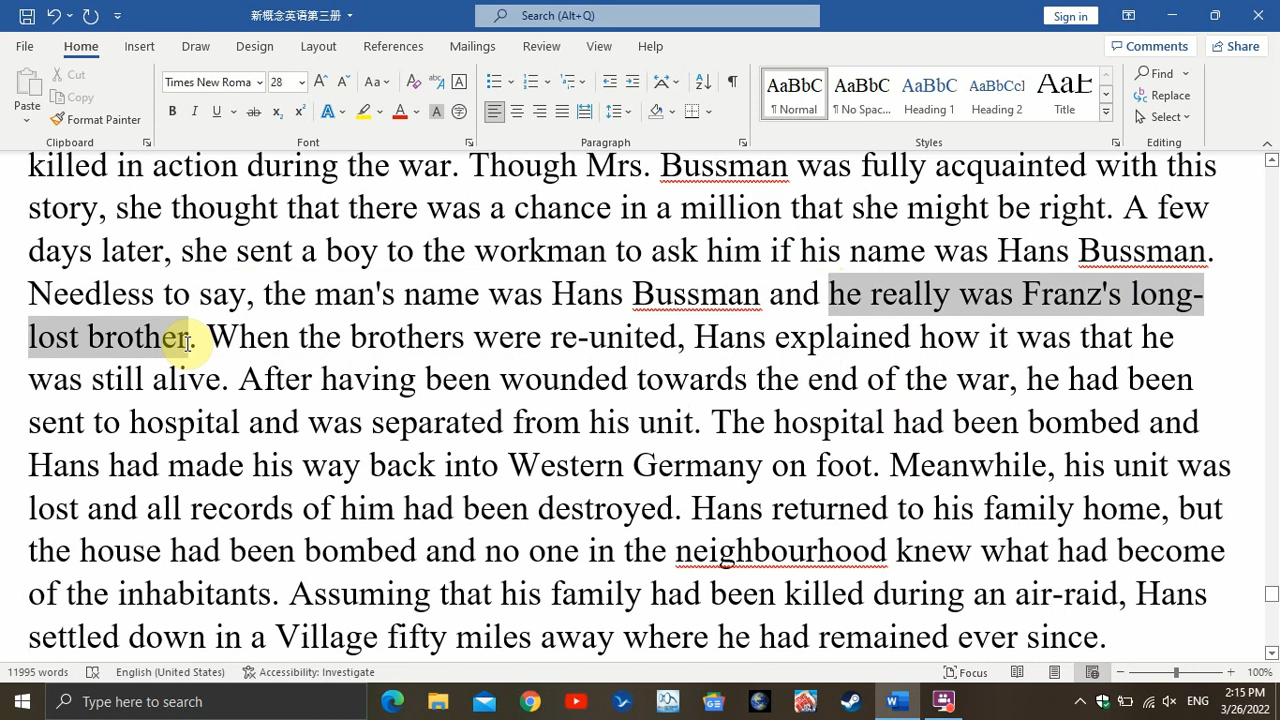 新概念英语第三册
Search (Alt+Q)
Sign in
File Home Insert Draw Design Layout References Mailings Review View Help
Comments Share
Paste
Cut
Copy
Format Painter
Clipboard
Times New Roma 28
Font
Paragraph
AaBbC AaBbC AaBbC AaBbCcI AaE
¶ Normal ¶ No Spac... Heading 1 Heading 2 Title
Styles
Find
Replace
Select
Editing
killed in action during the war. Though Mrs. Bussman was fully acquainted with this
story, she thought that there was a chance in a million that she might be right. A few
days later, she sent a boy to the workman to ask him if his name was Hans Bussman.
Needless to say, the man's name was Hans Bussman and he really was Franz's long-
lost brother. When the brothers were re-united, Hans explained how it was that he
was still alive. After having been wounded towards the end of the war, he had been
sent to hospital and was separated from his unit. The hospital had been bombed and
Hans had made his way back into Western Germany on foot. Meanwhile, his unit was
lost and all records of him had been destroyed. Hans returned to his family home, but
the house had been bombed and no one in the neighbourhood knew what had become
of the inhabitants. Assuming that his family had been killed during an air-raid, Hans
settled down in a Village fifty miles away where he had remained ever since.
11995 words English (United States) Accessibility: Investigate Focus 100%
Type here to search
ENG
2:15 PM
3/26/2022